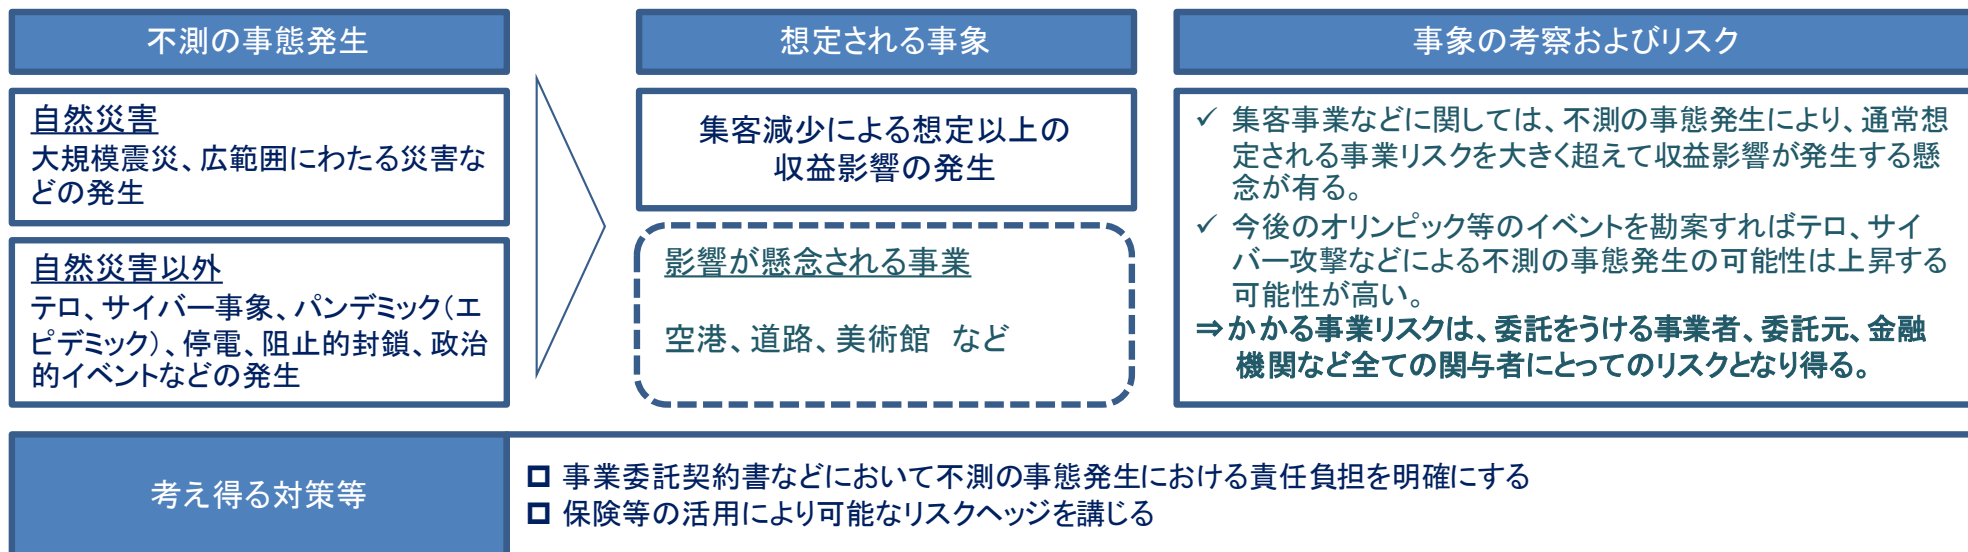 不測の事態発生
自然災害
大規模震災、広範囲にわたる災害な
どの発生
自然災害以外
テロ、サイバー事象、パンデミック（エ
ピデミック）、停電、阻止的封鎖、政治
的イベントなどの発生
想定される事象
集客減少による想定以上の
収益影響の発生
影響が懸念される事業
空港、道路、美術館　など
事象の考察およびリスク
✓ 集客事業などに関しては、不測の事態発生により、通常想
定される事業リスクを大きく超えて収益影響が発生する懸
念が有る。
✓ 今後のオリンピック等のイベントを勘案すればテロ、サイ
バー攻撃などによる不測の事態発生の可能性は上昇する
可能性が高い。
⇒かかる事業リスクは、委託をうける事業者、委託元、金融
機関など全ての関与者にとってのリスクとなり得る。
考え得る対策等
□ 事業委託契約書などにおいて不測の事態発生における責任負担を明確にする
□ 保険等の活用により可能なリスクヘッジを講じる